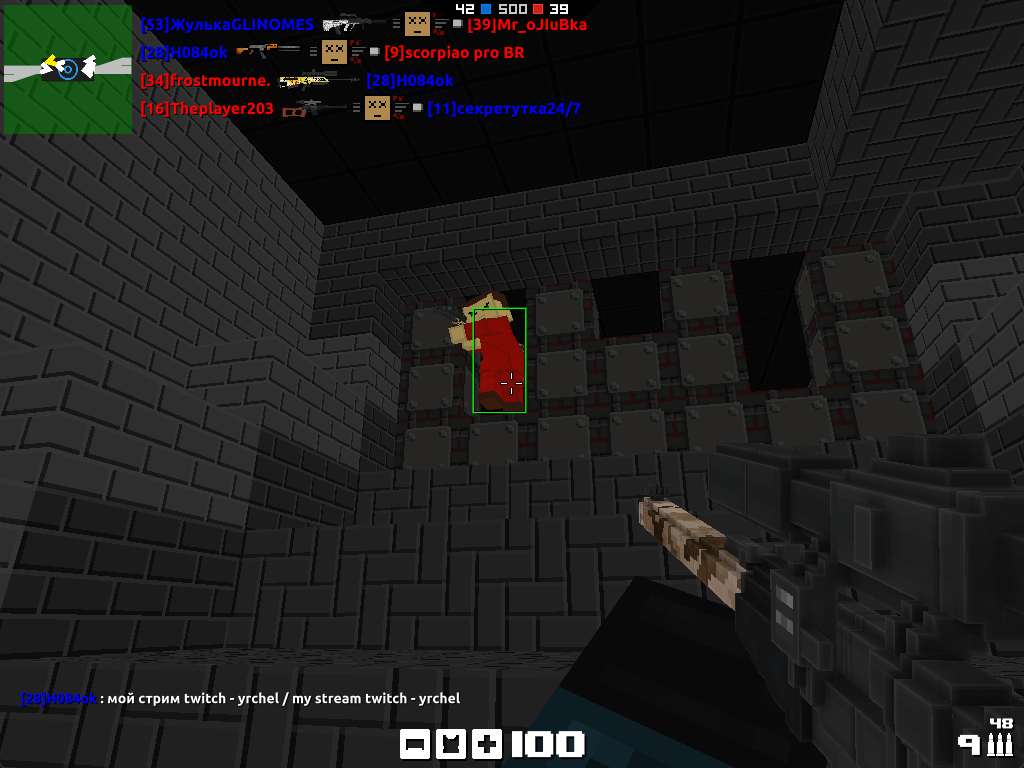 42 500 39
[53]ЖулькаGLINOMES [39]Mr_oJIuBka
[28]H084ok [9]scorpiao pro BR
[34]frostmourne. [28]H084ok
[16]Theplayer203 [11]секретутка24/7
[28]H084ok : мой стрим twitch - yrchel / my stream twitch - yrchel
100
48
9